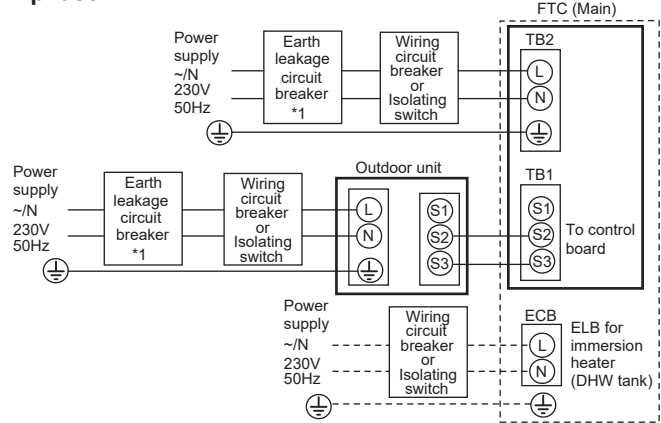 FTC (Main)
Power
supply
~/N
230V
50Hz
Earth
leakage
circuit
breaker
*1
Wiring
circuit
breaker
or
Isolating
switch
TB2
L
N
Power
supply
~/N
230V
50Hz
Earth
leakage
circuit
breaker
*1
Wiring
circuit
breaker
or
Isolating
switch
Outdoor unit
L
N
S1
S2
S3
TB1
S1
S2
S3
To control
board
Power
supply
~/N
230V
50Hz
Wiring
circuit
breaker
or
Isolating
switch
ECB
L
N
ELB for
immersion
heater
(DHW tank)